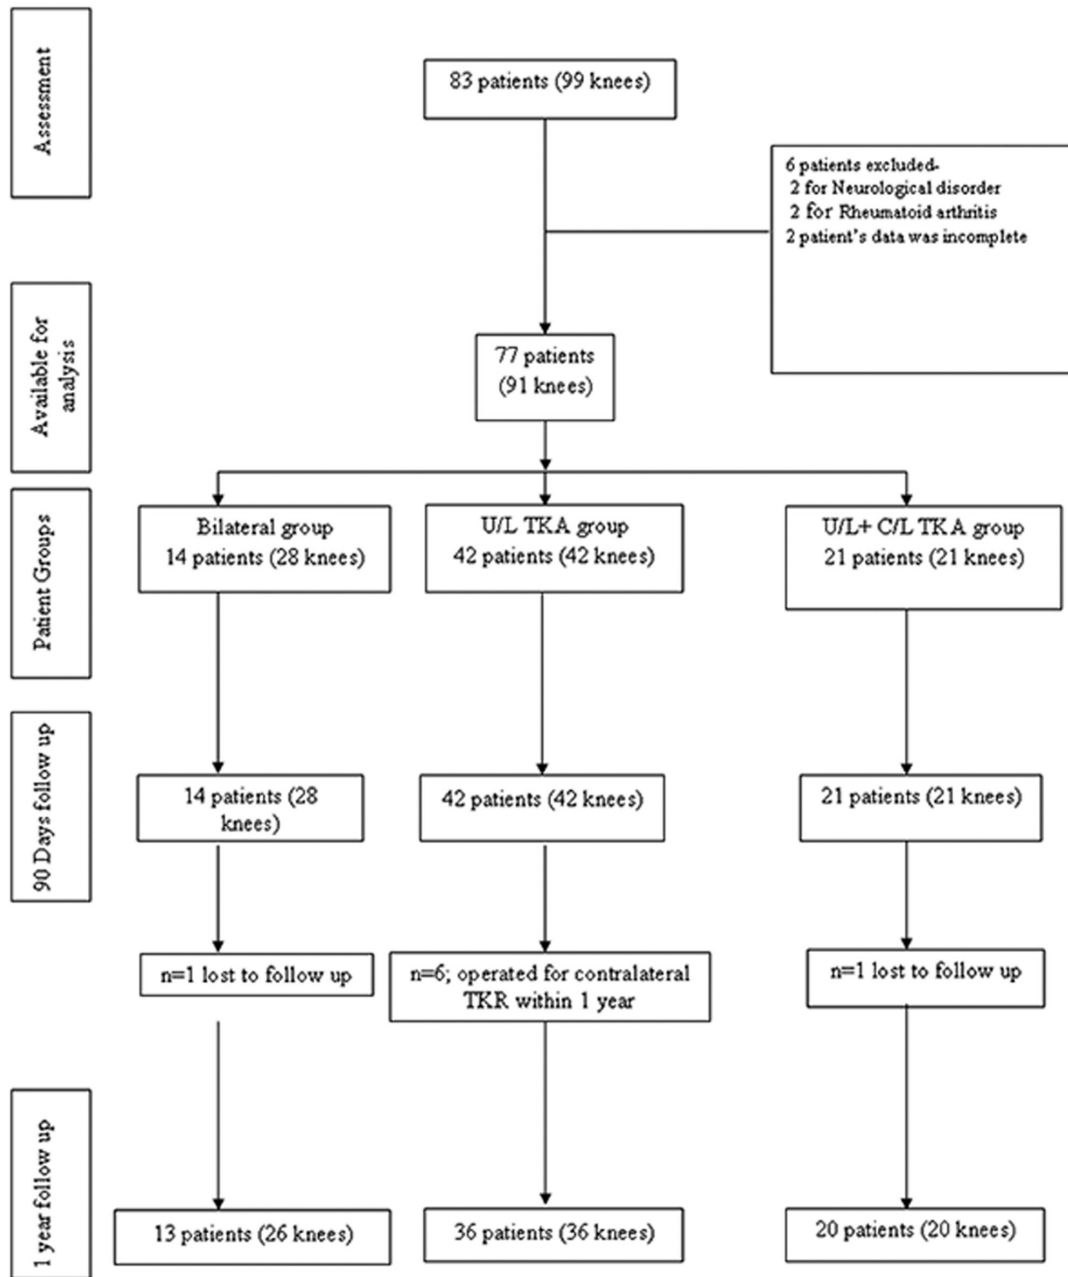 Assessment
83 patients (99 knees)
6 patients excluded-
2 for Neurological disorder
2 for Rheumatoid arthritis
2 patient's data was incomplete
Available for
analysis
77 patients
(91 knees)
Patient Groups
Bilateral group
14 patients (28 knees)
U/L TKA group
42 patients (42 knees)
U/L+ C/L TKA group
21 patients (21 knees)
90 Days follow up
14 patients (28
knees)
42 patients (42 knees)
21 patients (21 knees)
n=1 lost to follow up
n=6; operated for contralateral
TKR within 1 year
n=1 lost to follow up
1 year follow up
13 patients (26 knees)
36 patients (36 knees)
20 patients (20 knees)